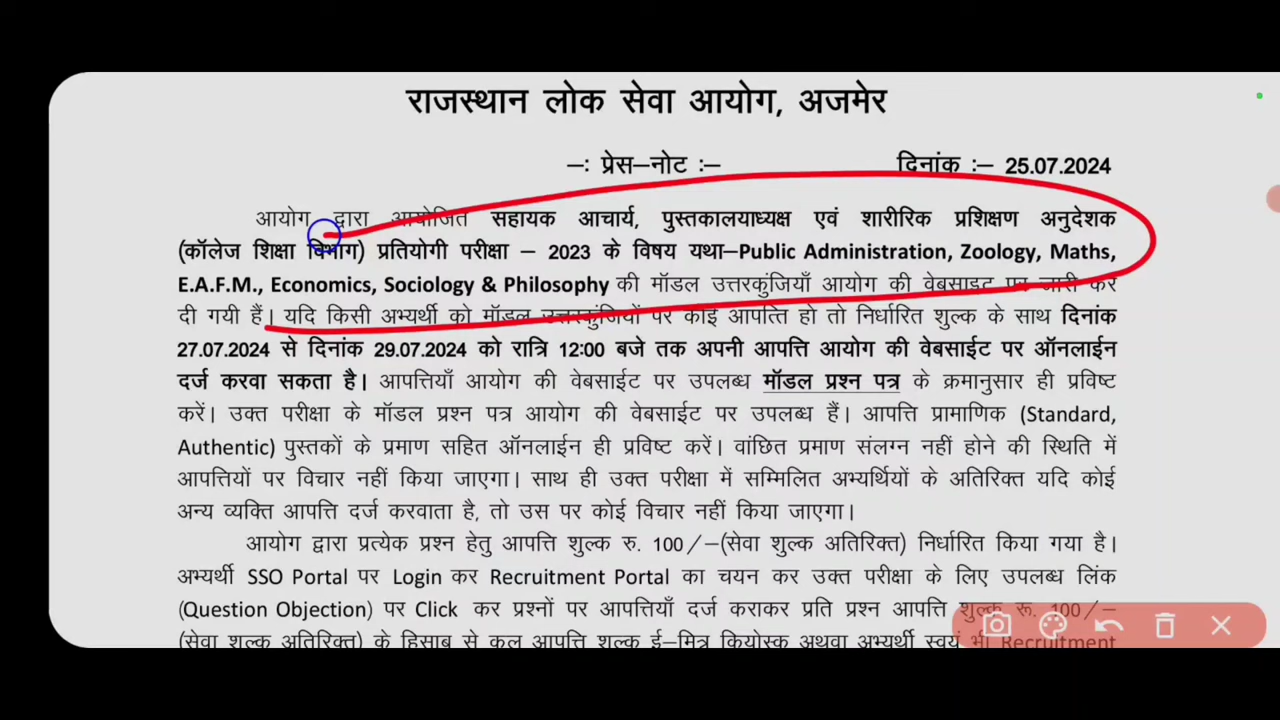 राजस्थान लोक सेवा आयोग, अजमेर
–: प्रेस–नोट :– दिनांक :– 25.07.2024
आयोग द्वारा आयोजित सहायक आचार्य, पुस्तकालयाध्यक्ष एवं शारीरिक प्रशिक्षण अनुदेशक
(कॉलेज शिक्षा विभाग) प्रतियोगी परीक्षा – 2023 के विषय यथा–Public Administration, Zoology, Maths,
E.A.F.M., Economics, Sociology & Philosophy की मॉडल उत्तरकुंजियाँ आयोग की वेबसाइट पर जारी कर
दी गयी हैं। यदि किसी अभ्यर्थी को मॉडल उत्तरकुंजियों पर कोई आपत्ति हो तो निर्धारित शुल्क के साथ दिनांक
27.07.2024 से दिनांक 29.07.2024 को रात्रि 12:00 बजे तक अपनी आपत्ति आयोग की वेबसाईट पर ऑनलाईन
दर्ज करवा सकता है। आपत्तियाँ आयोग की वेबसाईट पर उपलब्ध मॉडल प्रश्न पत्र के क्रमानुसार ही प्रविष्ट
करें। उक्त परीक्षा के मॉडल प्रश्न पत्र आयोग की वेबसाईट पर उपलब्ध हैं। आपत्ति प्रामाणिक (Standard,
Authentic) पुस्तकों के प्रमाण सहित ऑनलाईन ही प्रविष्ट करें। वांछित प्रमाण संलग्न नहीं होने की स्थिति में
आपत्तियों पर विचार नहीं किया जाएगा। साथ ही उक्त परीक्षा में सम्मिलित अभ्यर्थियों के अतिरिक्त यदि कोई
अन्य व्यक्ति आपत्ति दर्ज करवाता है, तो उस पर कोई विचार नहीं किया जाएगा।
आयोग द्वारा प्रत्येक प्रश्न हेतु आपत्ति शुल्क रु. 100/–(सेवा शुल्क अतिरिक्त) निर्धारित किया गया है।
अभ्यर्थी SSO Portal पर Login कर Recruitment Portal का चयन कर उक्त परीक्षा के लिए उपलब्ध लिंक
(Question Objection) पर Click कर प्रश्नों पर आपत्तियाँ दर्ज कराकर प्रति प्रश्न आपत्ति शुल्क रू. 100/–
(सेवा शुल्क अतिरिक्त) के हिसाब से कुल आपत्ति शुल्क ई–मित्र कियोस्क अथवा अभ्यर्थी स्वयं भी Recruitment